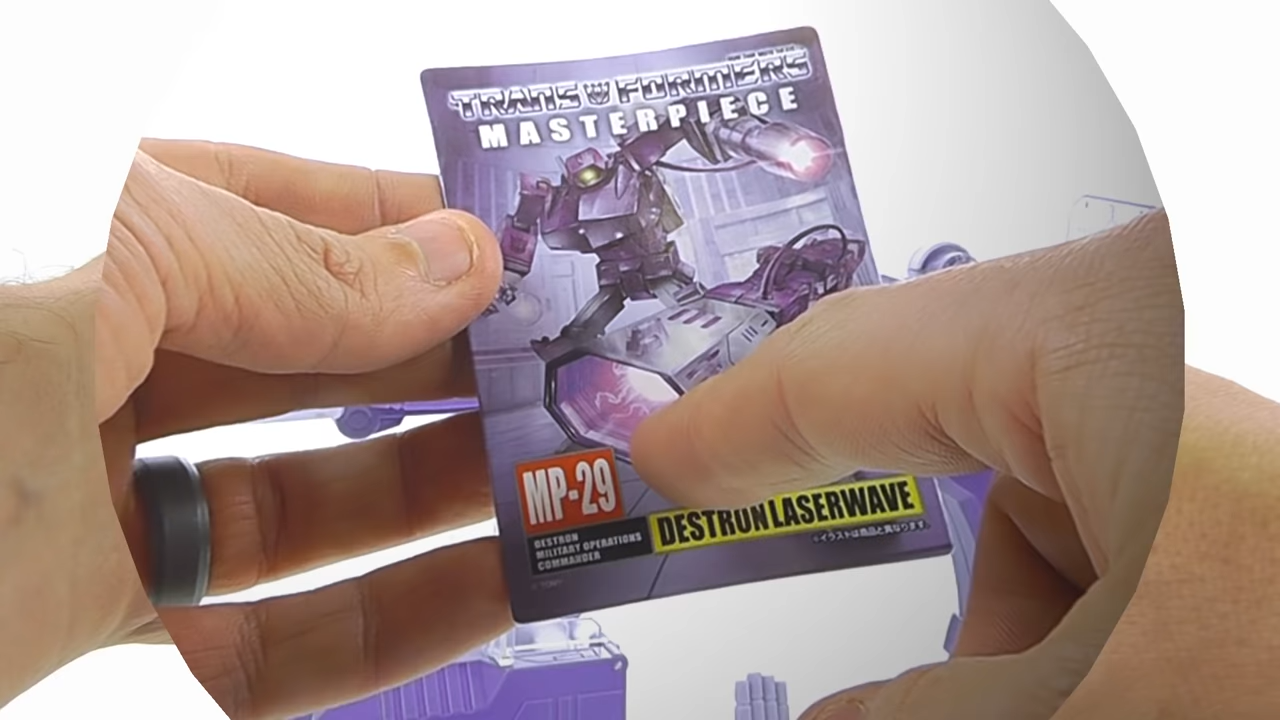 TRANSFORMERS
MASTERPIECE
MP-29
DESTRON
MILITARY OPERATIONS
COMMANDER
DESTRON LASERWAVE
※イラストは商品と異なります。
© TOMY